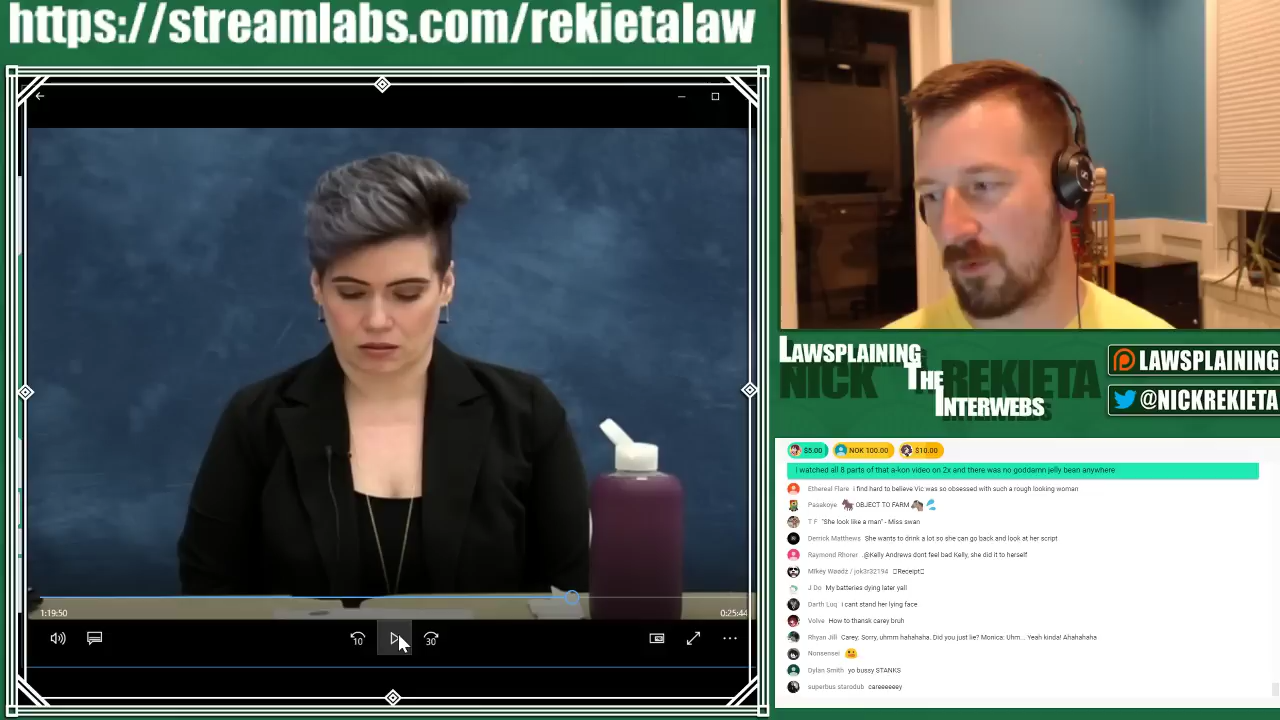 https://streamlabs.com/rekietalaw
1:19:50
0:25:44
10
30
LAWSPLAINING
THE
INTERWEBS
NICK REKIETA
LAWSPLAINING
@NICKREKIETA
$5.00
NOK 100.00
$10.00
I watched all 8 parts of that a-kon video on 2x and there was no goddamn jelly bean anywhere
Ethereal Flare i find hard to believe Vic was so obsessed with such a rough looking woman
Pasakoye 🐂 OBJECT TO FARM 🐴💦
T F "She look like a man" - Miss swan
Derrick Matthews She wants to drink a lot so she can go back and look at her script
Raymond Rhorer @Kelly Andrews dont feel bad Kelly, she did it to herself
Mikey Wøødz / jok3r32194 Receipt
J Do My batteries dying later yall
Darth Luq i cant stand her lying face
Volve How to thansk carey bruh
Rhyan Jill Carey: Sorry, uhmm hahahaha. Did you just lie? Monica: Uhm... Yeah kinda! Ahahahaha
Nonsensei
Dylan Smith yo bussy STANKS
superbus starodub careeeeeey